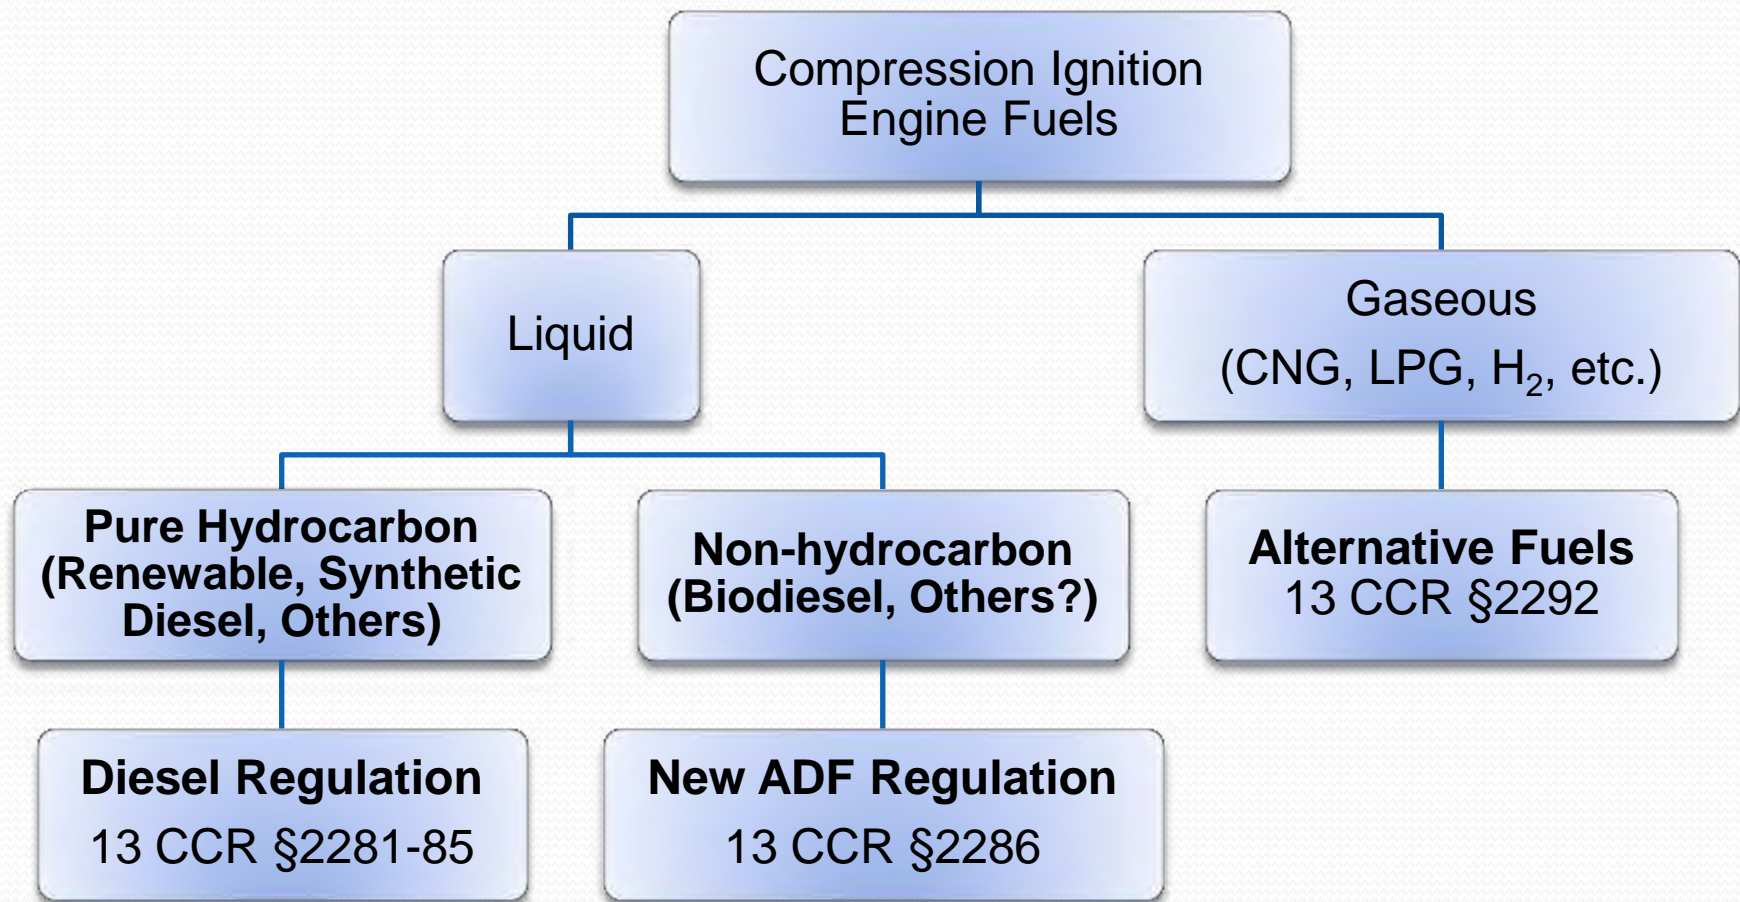 Compression Ignition
Engine Fuels
Liquid
Gaseous
(CNG, LPG, H₂, etc.)
Pure Hydrocarbon
(Renewable, Synthetic
Diesel, Others)
Non-hydrocarbon
(Biodiesel, Others?)
Alternative Fuels
13 CCR §2292
Diesel Regulation
13 CCR §2281-85
New ADF Regulation
13 CCR §2286